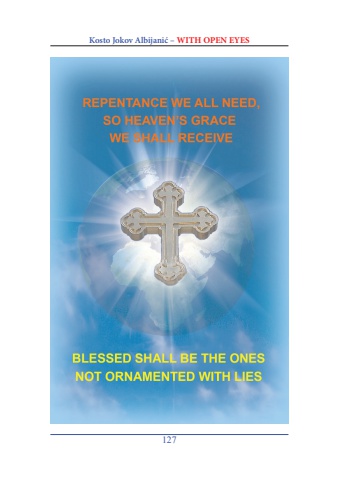 Kosto Jokov Albijanić – WITH OPEN EYES
REPENTANCE WE ALL NEED,
SO HEAVEN'S GRACE
WE SHALL RECEIVE
BLESSED SHALL BE THE ONES
NOT ORNAMENTED WITH LIES
127